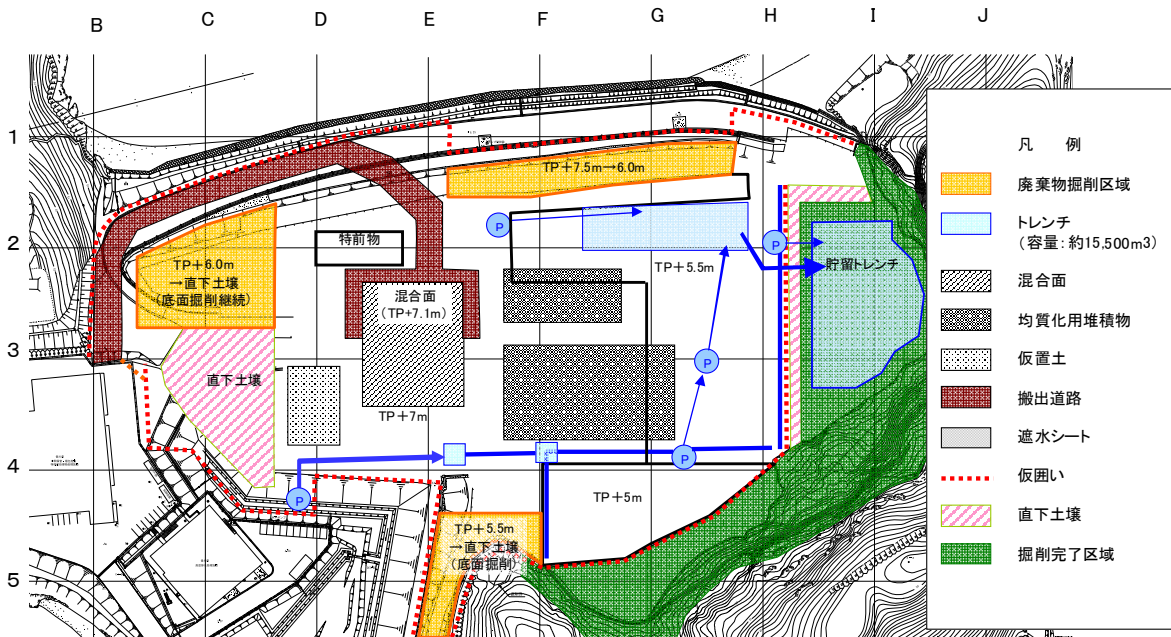 B C D E F G H I J
1
2
3
4
5
TP+7.5m→6.0m
P
特前物
P
TP+5.5m
貯留トレンチ
TP+6.0m
→直下土壌
(底面掘削継続)
混合面
(TP+7.1m)
P
直下土壌
TP+7m
P
P
TP+5m
TP+5.5m
→直下土壌
(底面掘削)
凡 例
廃棄物掘削区域
トレンチ
(容量:約15,500m3)
混合面
均質化用堆積物
仮置土
搬出道路
遮水シート
仮囲い
直下土壌
掘削完了区域